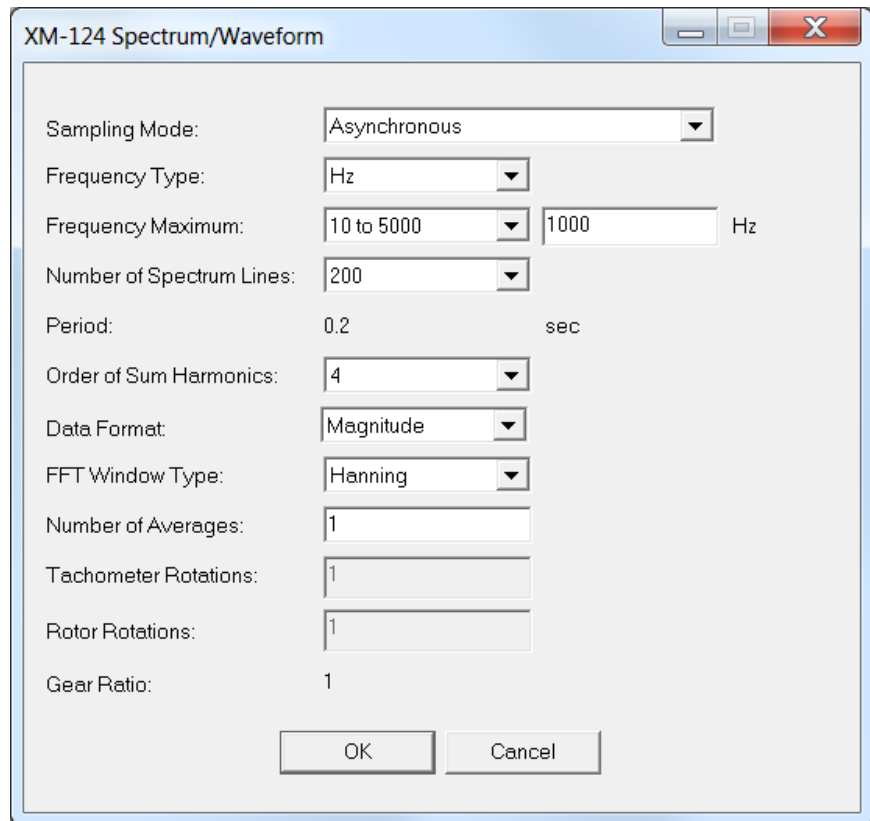 XM-124 Spectrum/Waveform
Sampling Mode: Asynchronous
Frequency Type: Hz
Frequency Maximum: 10 to 5000 1000 Hz
Number of Spectrum Lines: 200
Period: 0.2 sec
Order of Sum Harmonics: 4
Data Format: Magnitude
FFT Window Type: Hanning
Number of Averages: 1
Tachometer Rotations: 1
Rotor Rotations: 1
Gear Ratio: 1
OK Cancel